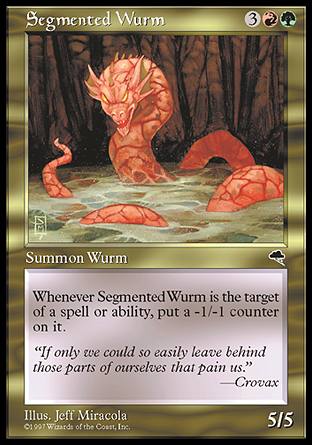 Segmented Wurm 3
Summon Wurm
Whenever Segmented Wurm is the target
of a spell or ability, put a -1/-1 counter
on it.
"If only we could so easily leave behind
those parts of ourselves that pain us."
—Crovax
Illus. Jeff Miracola
©1997 Wizards of the Coast, Inc.
5/5